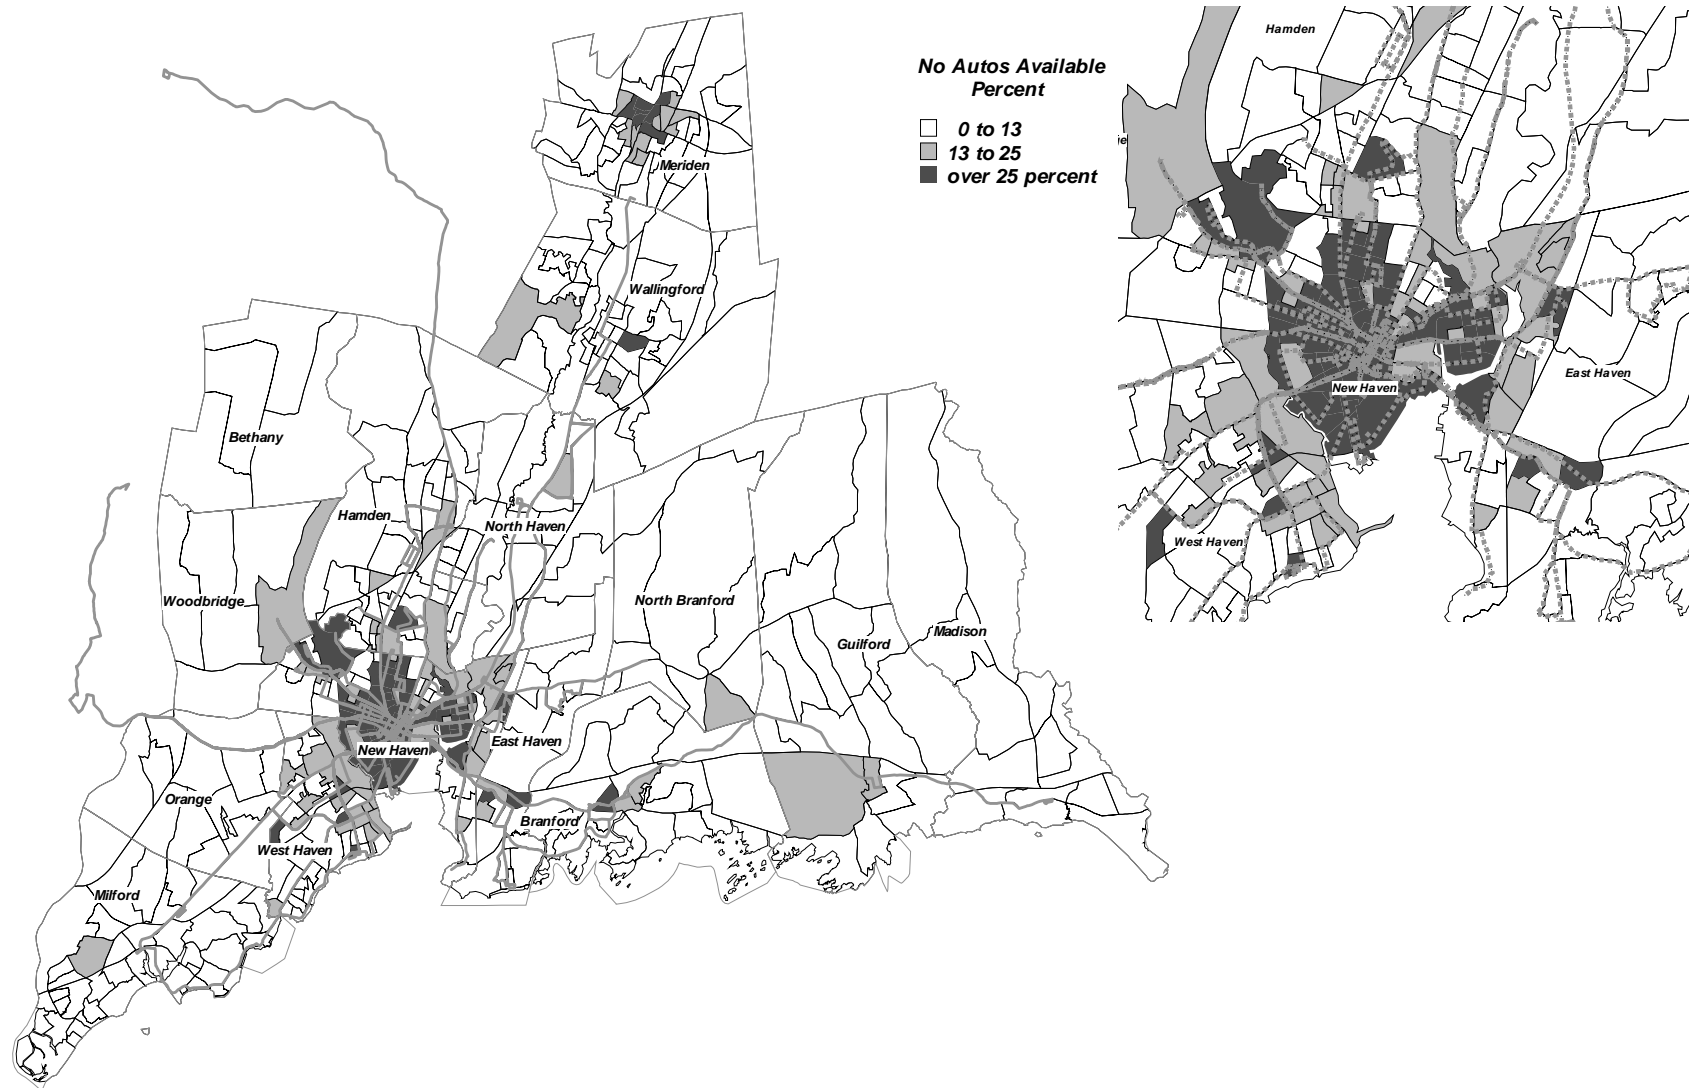 No Autos Available
Percent
0 to 13
13 to 25
over 25 percent
Meriden
Wallingford
Bethany
Hamden
North Haven
Woodbridge
North Branford
Guilford
Madison
New Haven
East Haven
Orange
Branford
West Haven
Milford
Hamden
East Haven
New Haven
West Haven